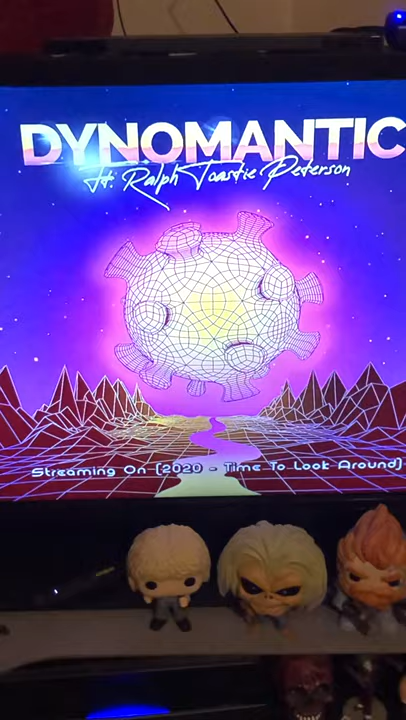 DYNOMANTIC
ft. Ralph Toastie Peterson
Streaming On (2020 - Time To Look Around)